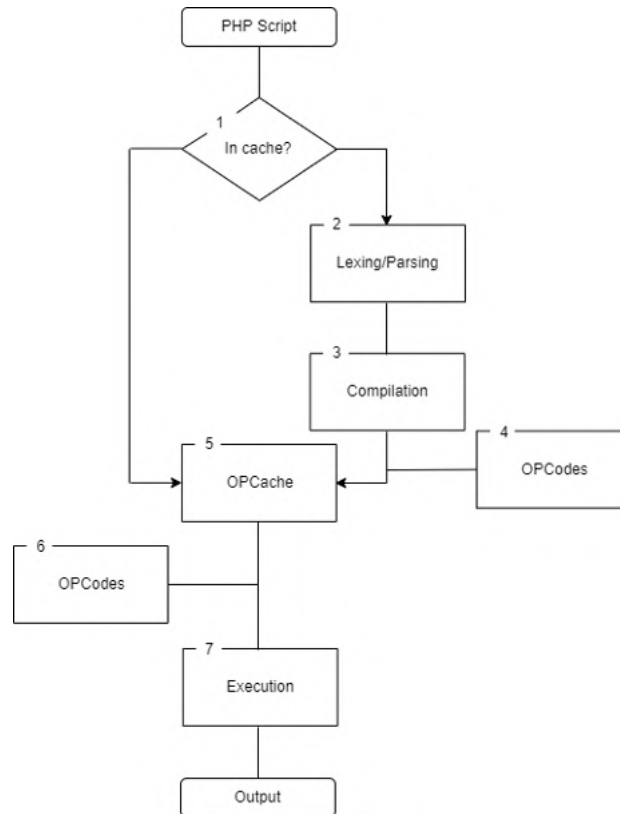 PHP Script
1
In cache?
2
Lexing/Parsing
3
Compilation
4
OPCodes
5
OPCache
6
OPCodes
7
Execution
Output